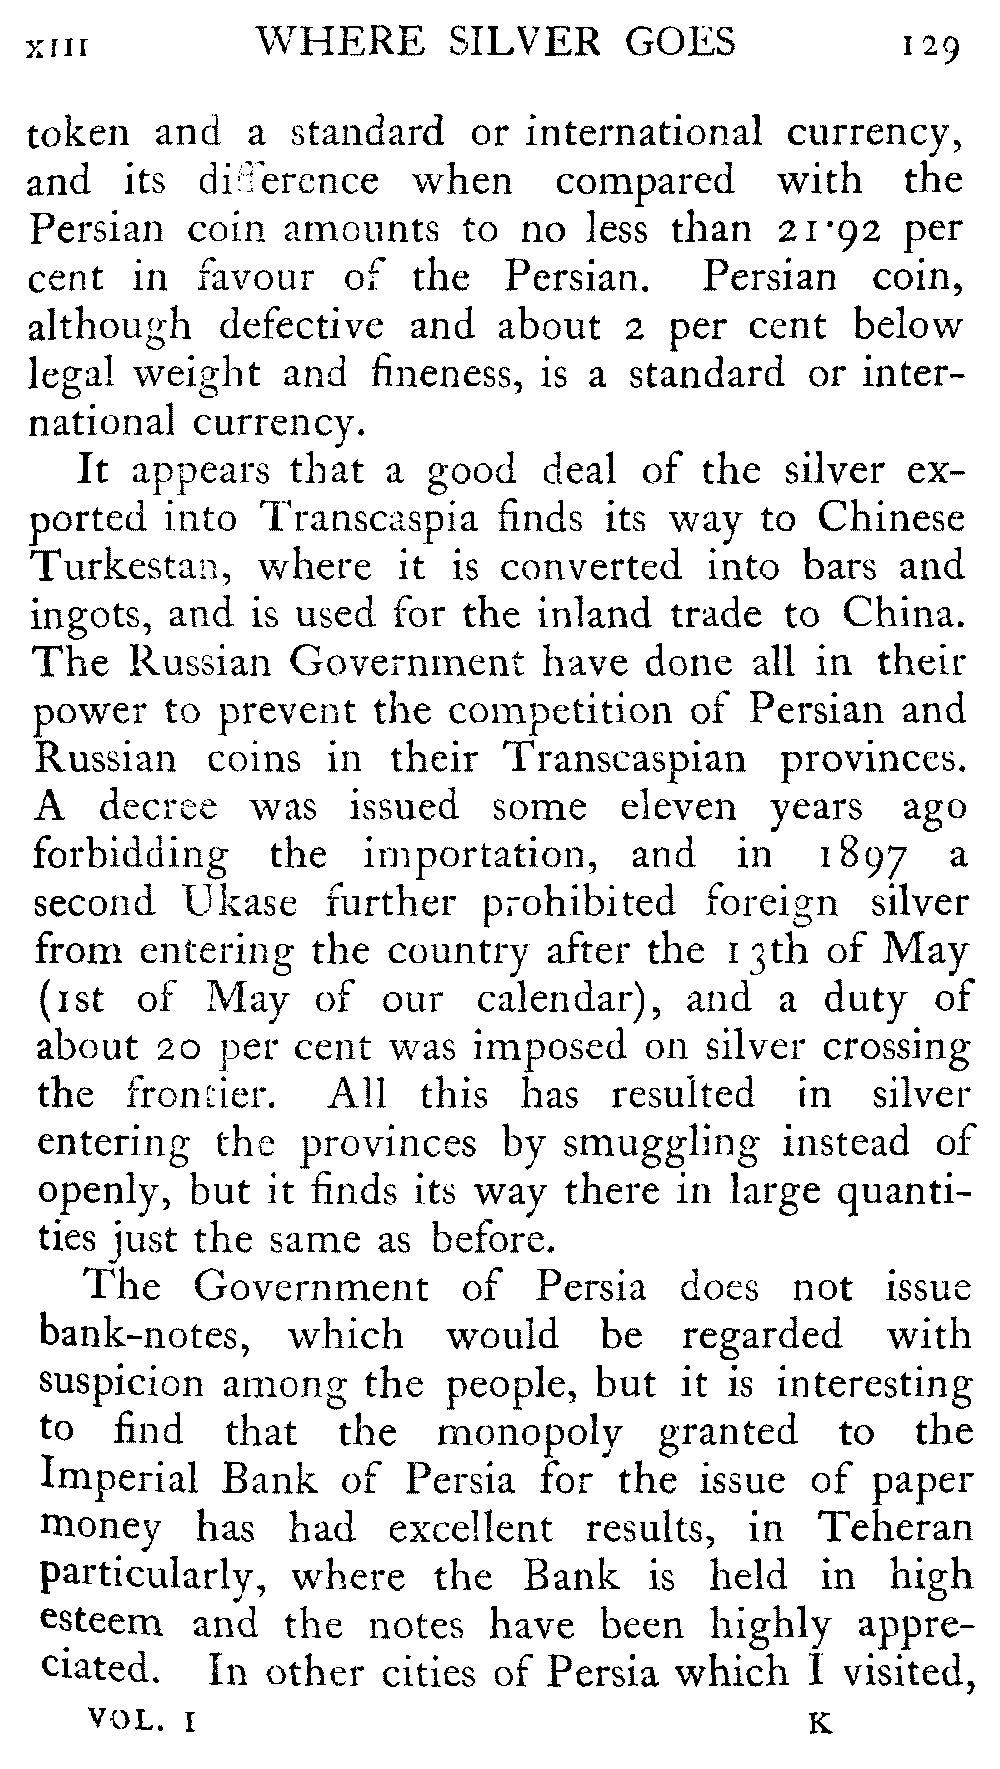 XIII WHERE SILVER GOES 129
token and a standard or international currency,
and its difference when compared with the
Persian coin amounts to no less than 21·92 per
cent in favour of the Persian. Persian coin,
although defective and about 2 per cent below
legal weight and fineness, is a standard or inter-
national currency.
It appears that a good deal of the silver ex-
ported into Transcaspia finds its way to Chinese
Turkestan, where it is converted into bars and
ingots, and is used for the inland trade to China.
The Russian Government have done all in their
power to prevent the competition of Persian and
Russian coins in their Transcaspian provinces.
A decree was issued some eleven years ago
forbidding the importation, and in 1897 a
second Ukase further prohibited foreign silver
from entering the country after the 13th of May
(1st of May of our calendar), and a duty of
about 20 per cent was imposed on silver crossing
the frontier. All this has resulted in silver
entering the provinces by smuggling instead of
openly, but it finds its way there in large quanti-
ties just the same as before.
The Government of Persia does not issue
bank-notes, which would be regarded with
suspicion among the people, but it is interesting
to find that the monopoly granted to the
Imperial Bank of Persia for the issue of paper
money has had excellent results, in Teheran
particularly, where the Bank is held in high
esteem and the notes have been highly appre-
ciated. In other cities of Persia which I visited,
VOL. I K